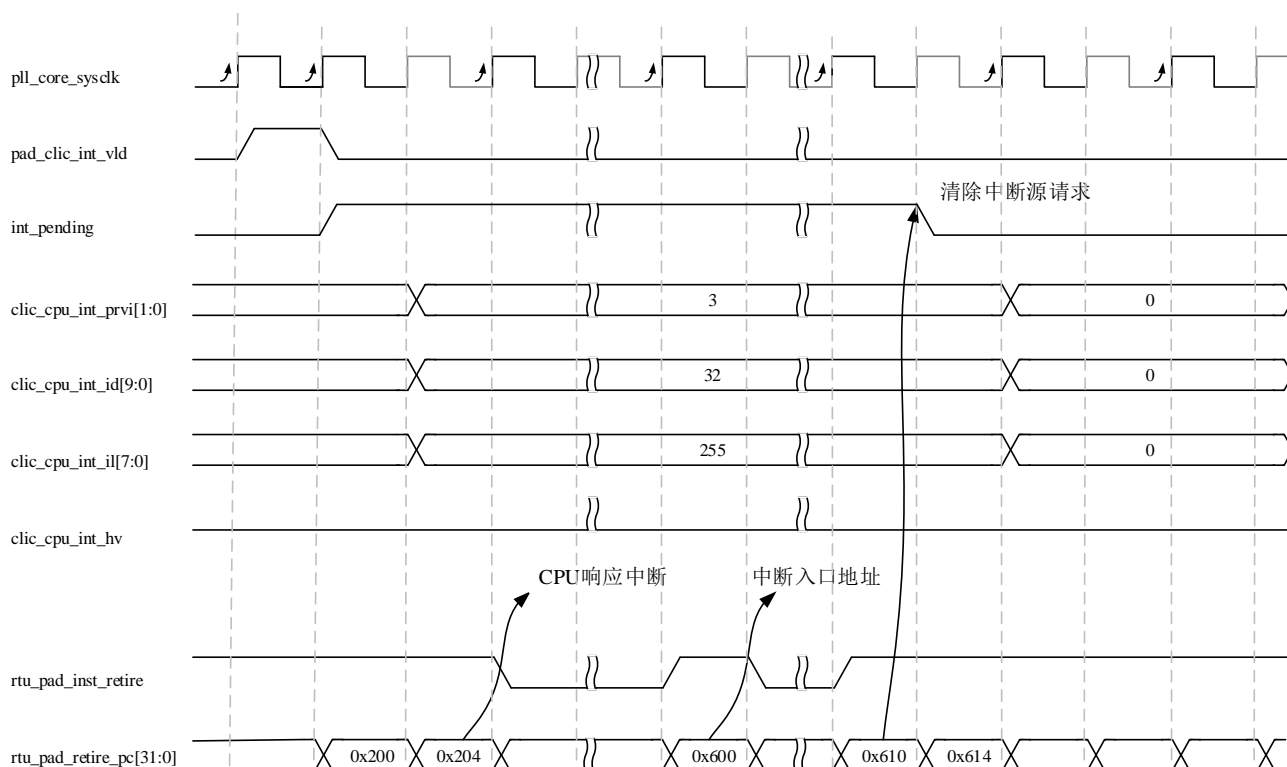 pll_core_sysclk
pad_clic_int_vld
清除中断源请求
int_pending
clic_cpu_int_prvi[1:0] 3 0
clic_cpu_int_id[9:0] 32 0
clic_cpu_int_il[7:0] 255 0
clic_cpu_int_hv
CPU响应中断 中断入口地址
rtu_pad_inst_retire
rtu_pad_retire_pc[31:0] 0x200 0x204 0x600 0x610 0x614